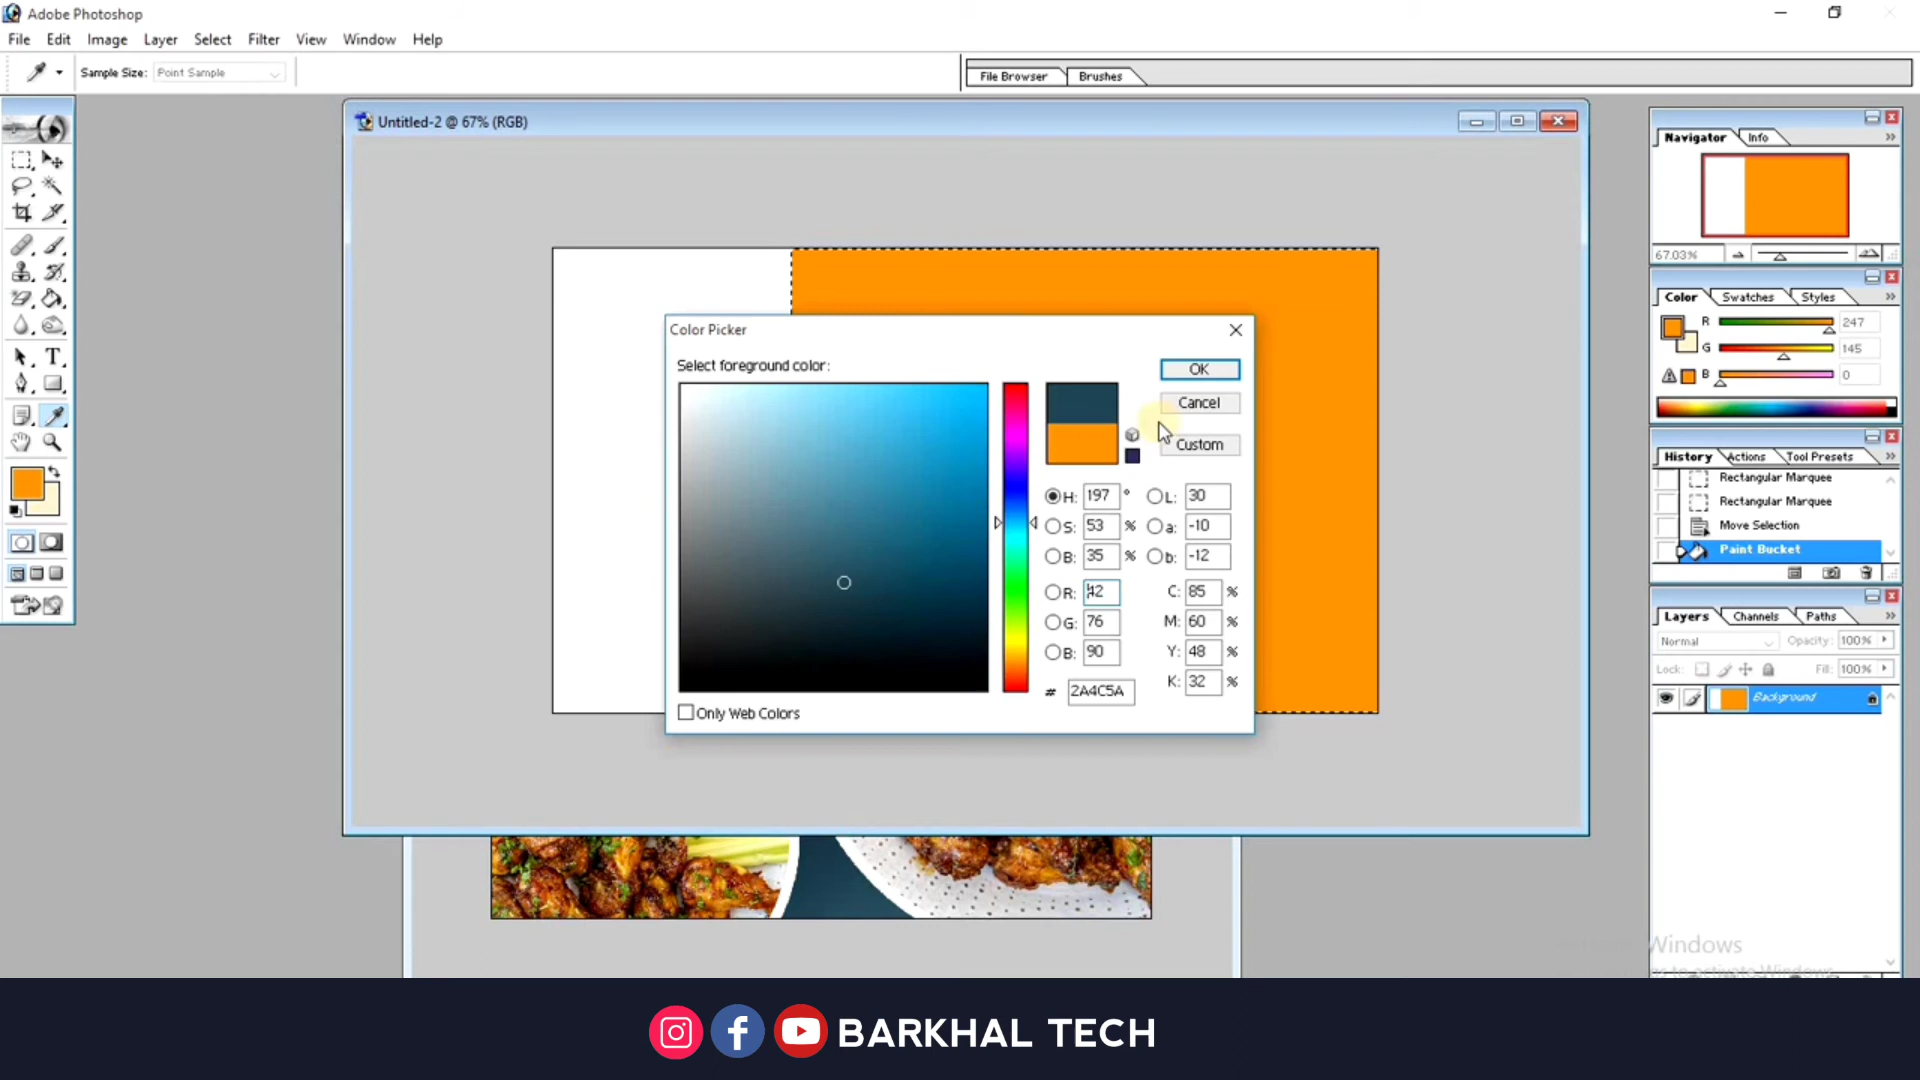 Adobe Photoshop
File Edit Image Layer Select Filter View Window Help
Sample Size: Point Sample
File Browser Brushes
Untitled-2 @ 67% (RGB)
Navigator Info
67.03%
Color Swatches Styles
R 247
G 145
B 0
History Actions Tool Presets
Rectangular Marquee
Rectangular Marquee
Move Selection
Paint Bucket
Layers Channels Paths
Normal Opacity: 100%
Lock: Fill: 100%
Background
Color Picker
Select foreground color:
OK
Cancel
Custom
H: 197 ° L: 30
S: 53 % a: -10
B: 35 % b: -12
R: 42 C: 85 %
G: 76 M: 60 %
B: 90 Y: 48 %
# 2A4C5A K: 32 %
Only Web Colors
Windows
to activate Windows
BARKHAL TECH